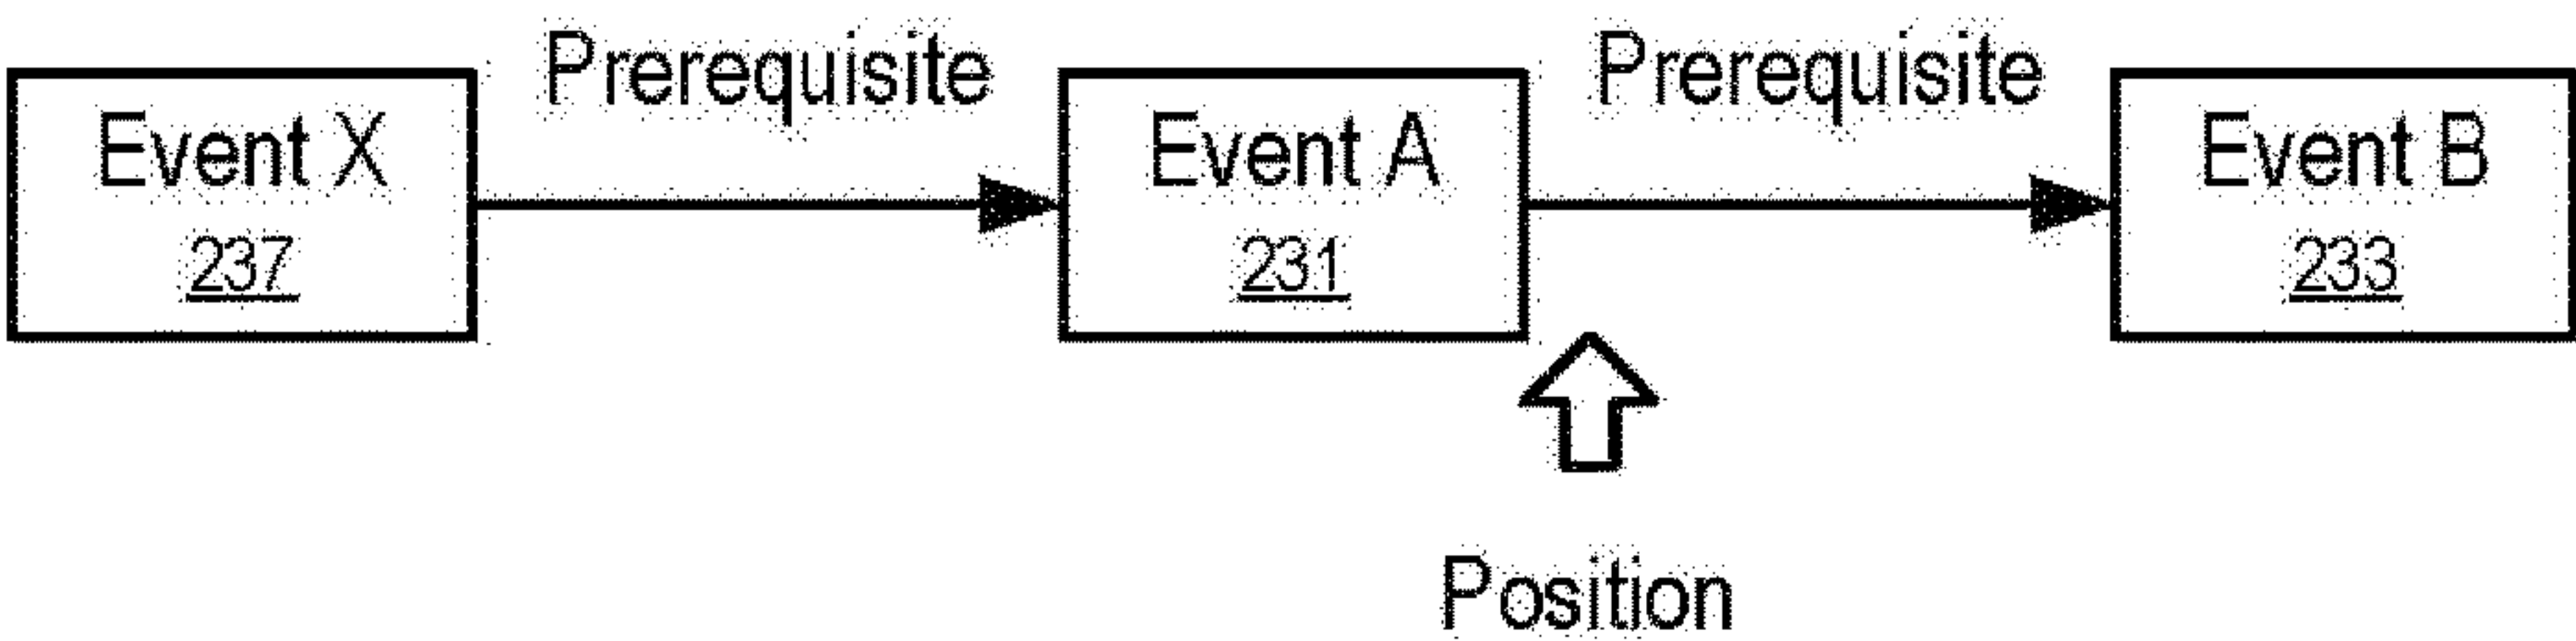 Prerequisite Prerequisite
Event X Event A Event B
237 231 233
Position